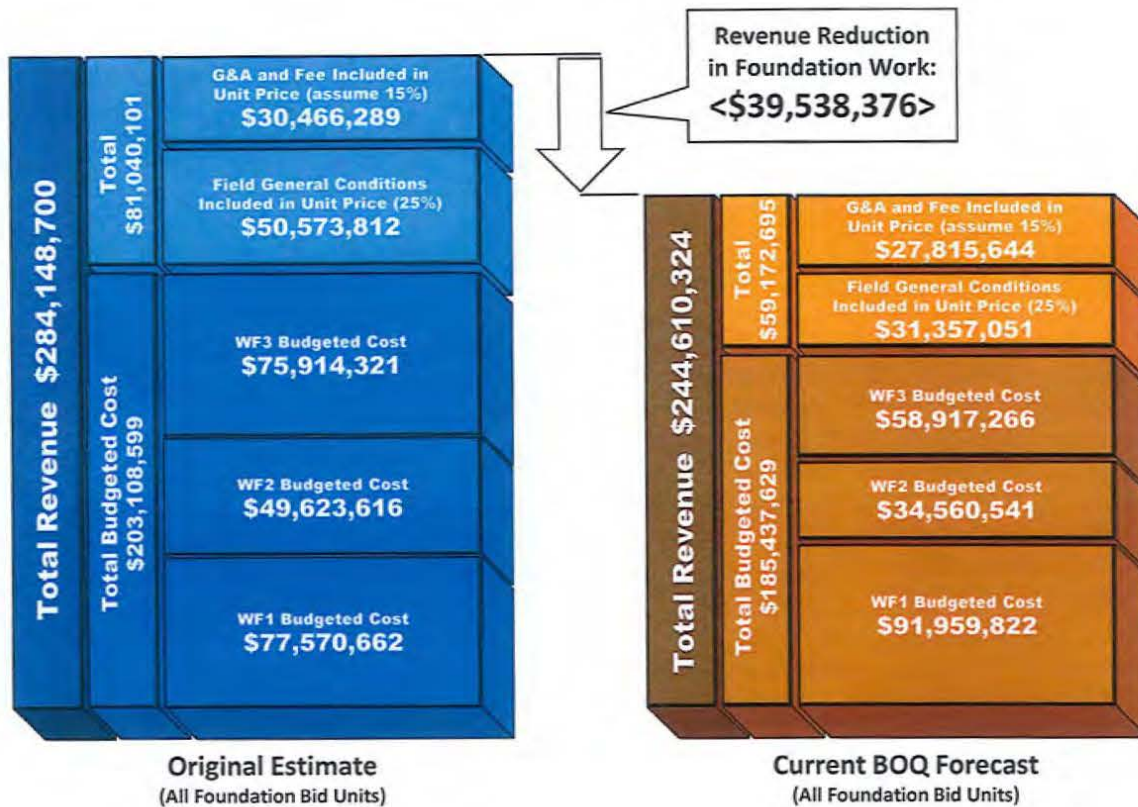 Revenue Reduction
in Foundation Work:
<$39,538,376>
Total Revenue $284,148,700
Total
$81,040,101
Total Budgeted Cost
$203,108,599
G&A and Fee Included in
Unit Price (assume 15%)
$30,466,289
Field General Conditions
Included in Unit Price (25%)
$50,573,812
WF3 Budgeted Cost
$75,914,321
WF2 Budgeted Cost
$49,623,616
WF1 Budgeted Cost
$77,570,662
Original Estimate
(All Foundation Bid Units)
Total Revenue $244,610,324
Total
$59,172,695
Total Budgeted Cost
$185,437,629
G&A and Fee Included in
Unit Price (assume 15%)
$27,815,644
Field General Conditions
Included in Unit Price (25%)
$31,357,051
WF3 Budgeted Cost
$58,917,266
WF2 Budgeted Cost
$34,560,541
WF1 Budgeted Cost
$91,959,822
Current BOQ Forecast
(All Foundation Bid Units)